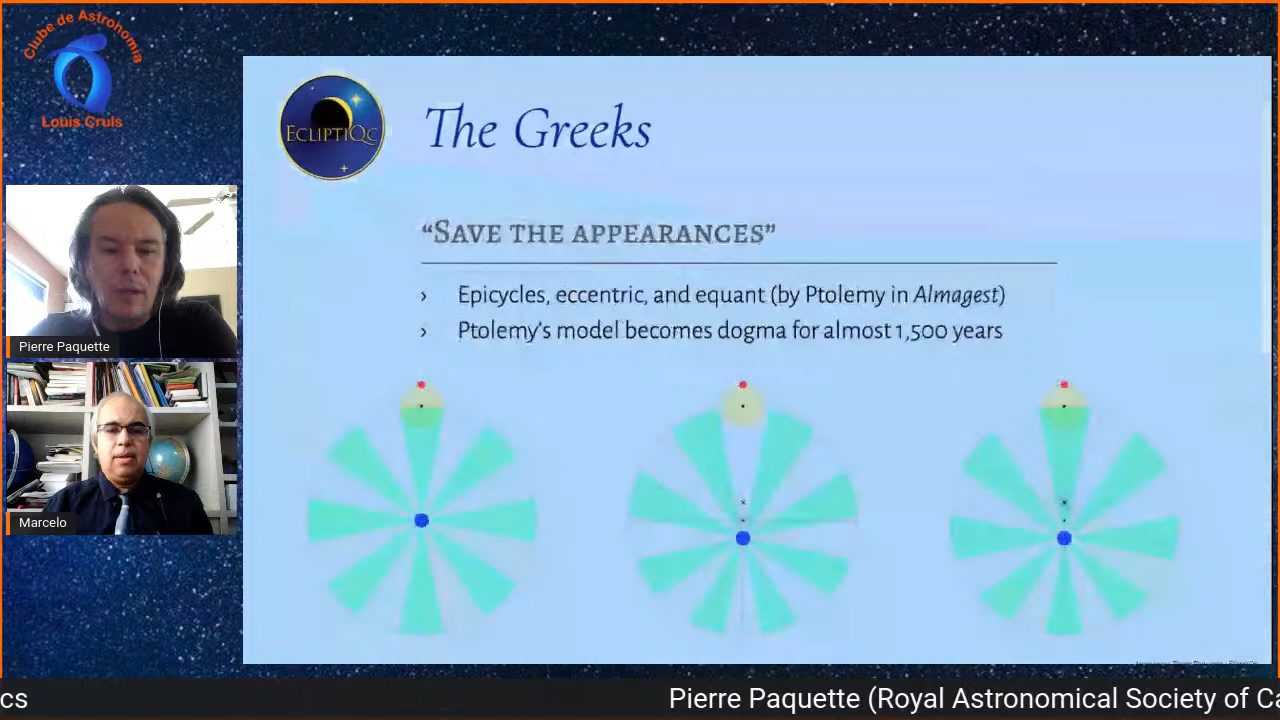 Clube de Astronomia
Louis Cruls
ECLIPTIQC
The Greeks
“SAVE THE APPEARANCES”
› Epicycles, eccentric, and equant (by Ptolemy in Almagest)
› Ptolemy’s model becomes dogma for almost 1,500 years
Pierre Paquette
Marcelo
cs
Pierre Paquette (Royal Astronomical Society of Ca